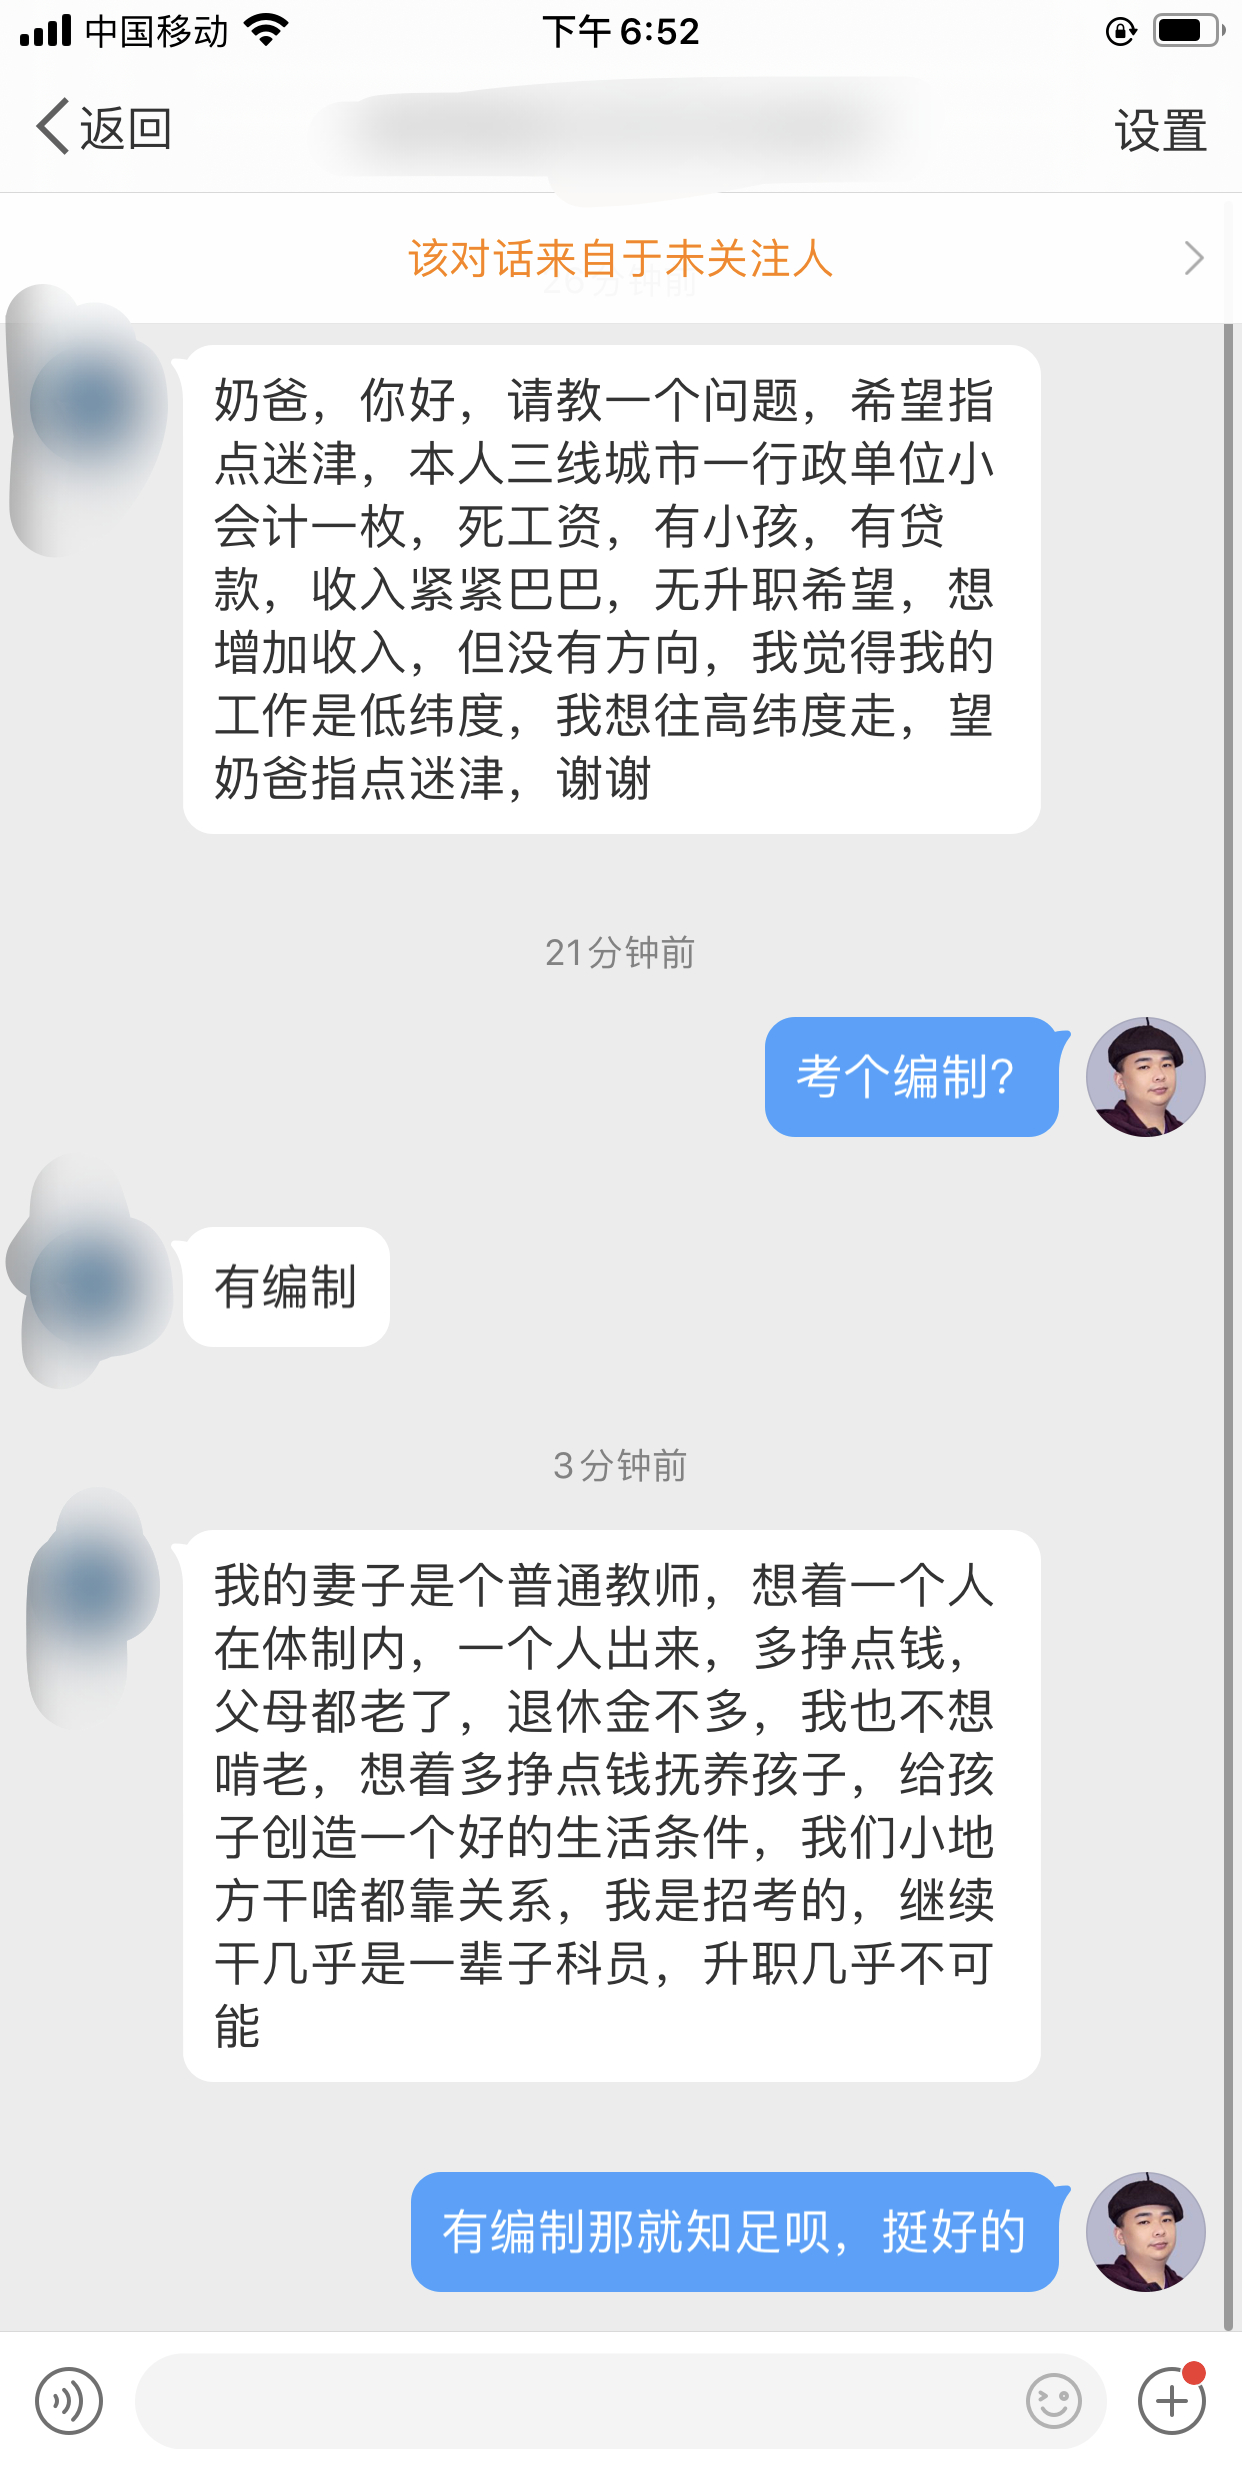 中国移动 下午 6:52
返回 设置
该对话来自于未关注人
26分钟前
奶爸，你好，请教一个问题，希望指
点迷津，本人三线城市一行政单位小
会计一枚，死工资，有小孩，有贷
款，收入紧紧巴巴，无升职希望，想
增加收入，但没有方向，我觉得我的
工作是低纬度，我想往高纬度走，望
奶爸指点迷津，谢谢
21分钟前
考个编制?
有编制
3分钟前
我的妻子是个普通教师，想着一个人
在体制内，一个人出来，多挣点钱，
父母都老了，退休金不多，我也不想
啃老，想着多挣点钱抚养孩子，给孩
子创造一个好的生活条件，我们小地
方干啥都靠关系，我是招考的，继续
干几乎是一辈子科员，升职几乎不可
能
有编制那就知足呗，挺好的